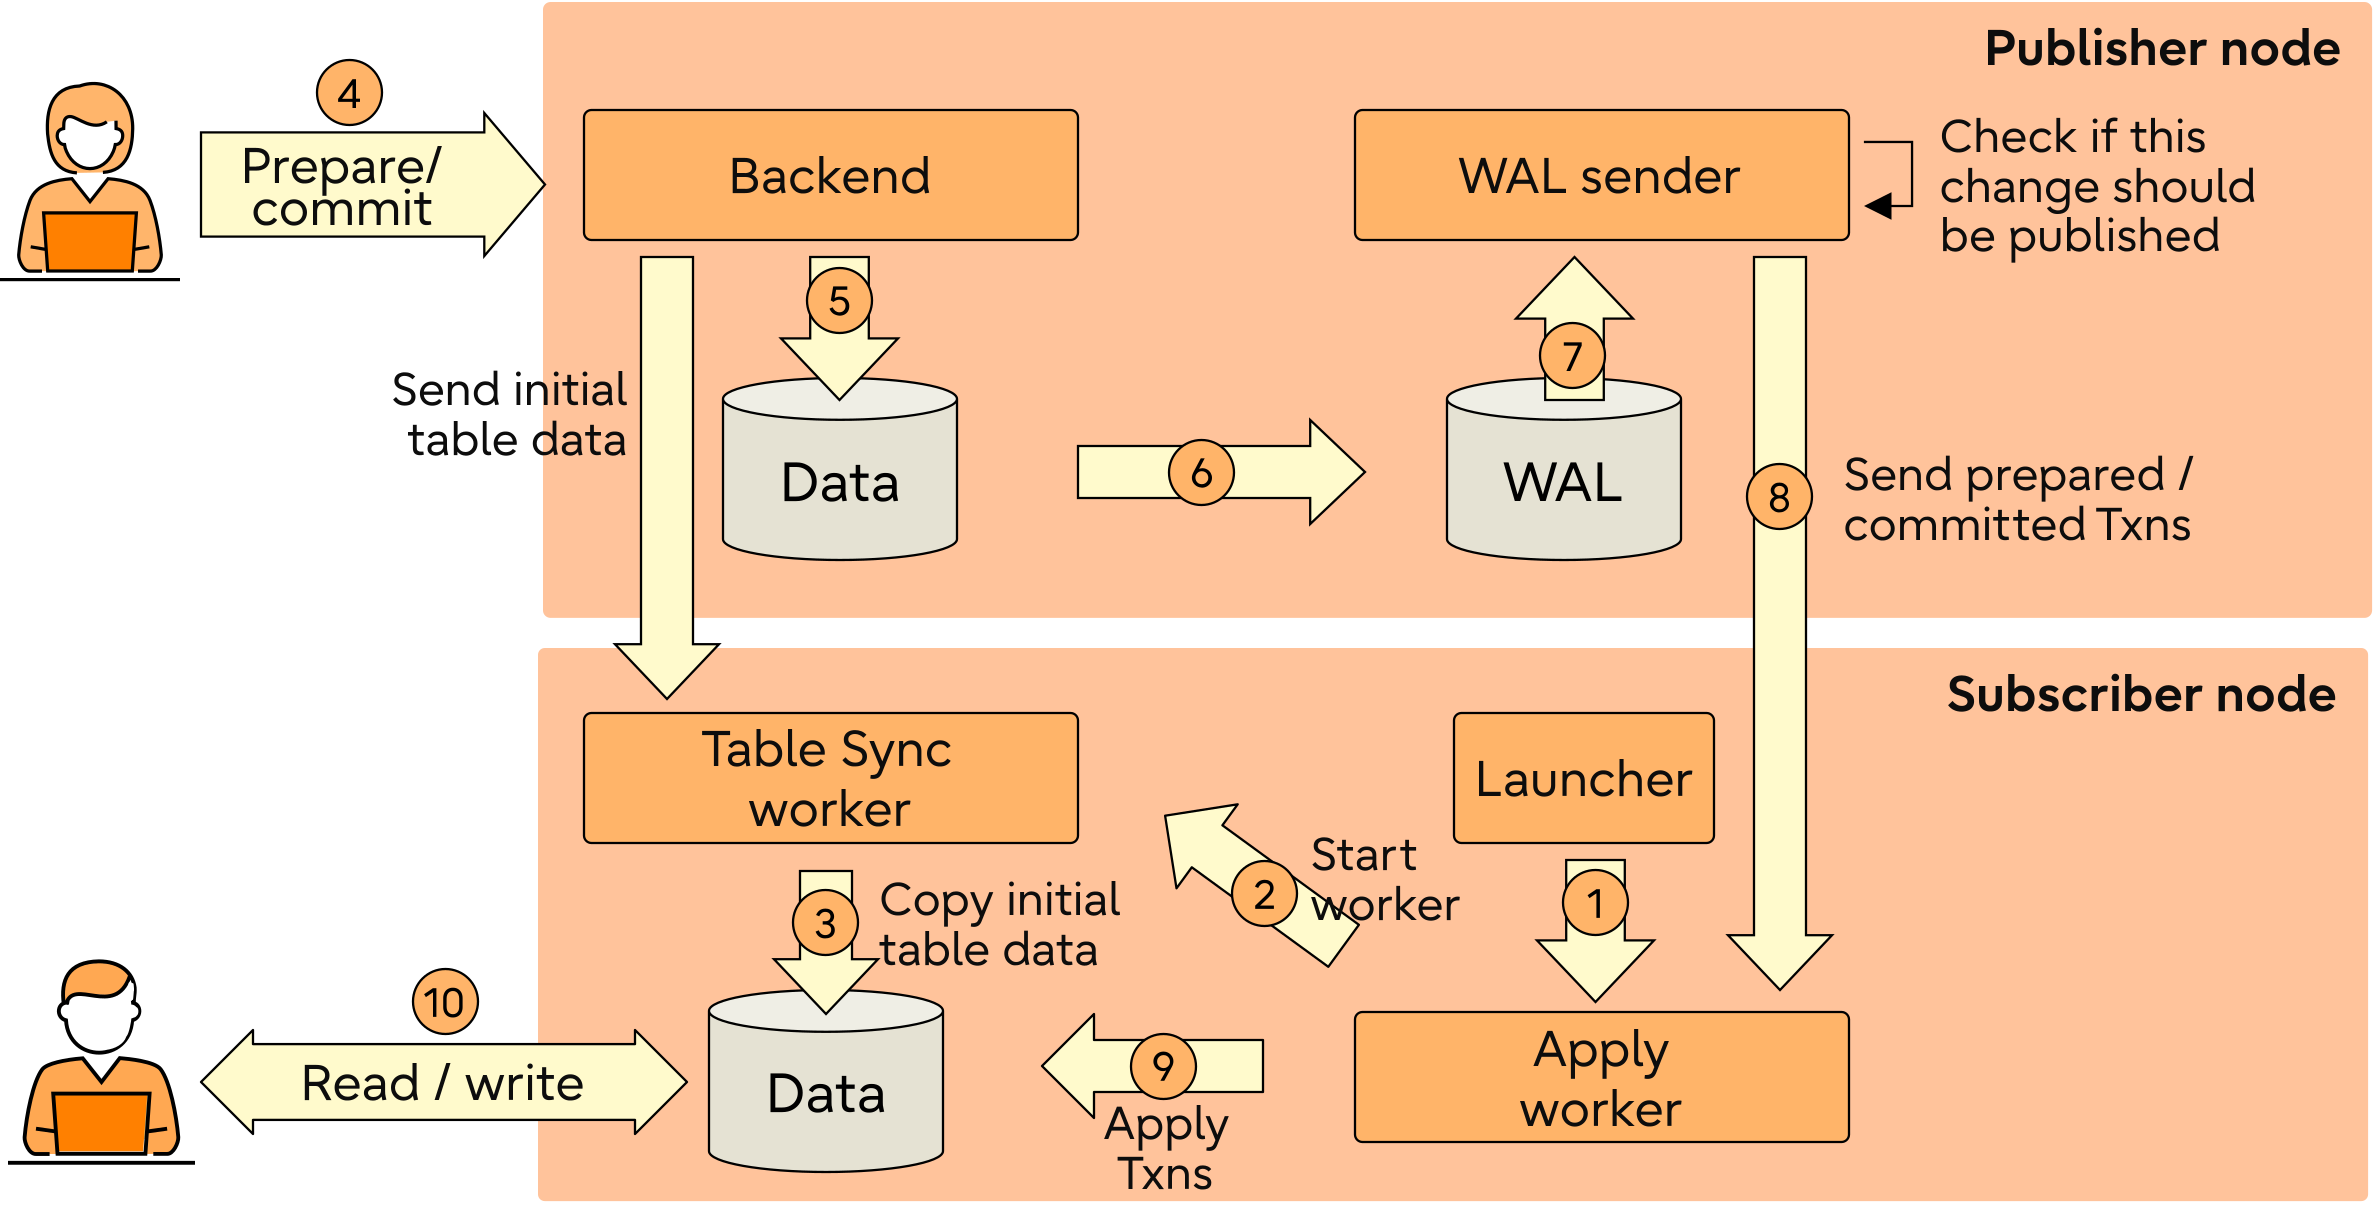 Publisher node
4
Prepare/
commit
Backend
WAL sender
Check if this
change should
be published
5
7
Send initial
table data
Data
6
WAL
8
Send prepared /
committed Txns
Subscriber node
Table Sync
worker
Launcher
Start
worker
2
1
3
Copy initial
table data
10
Read / write
Data
9
Apply
Txns
Apply
worker